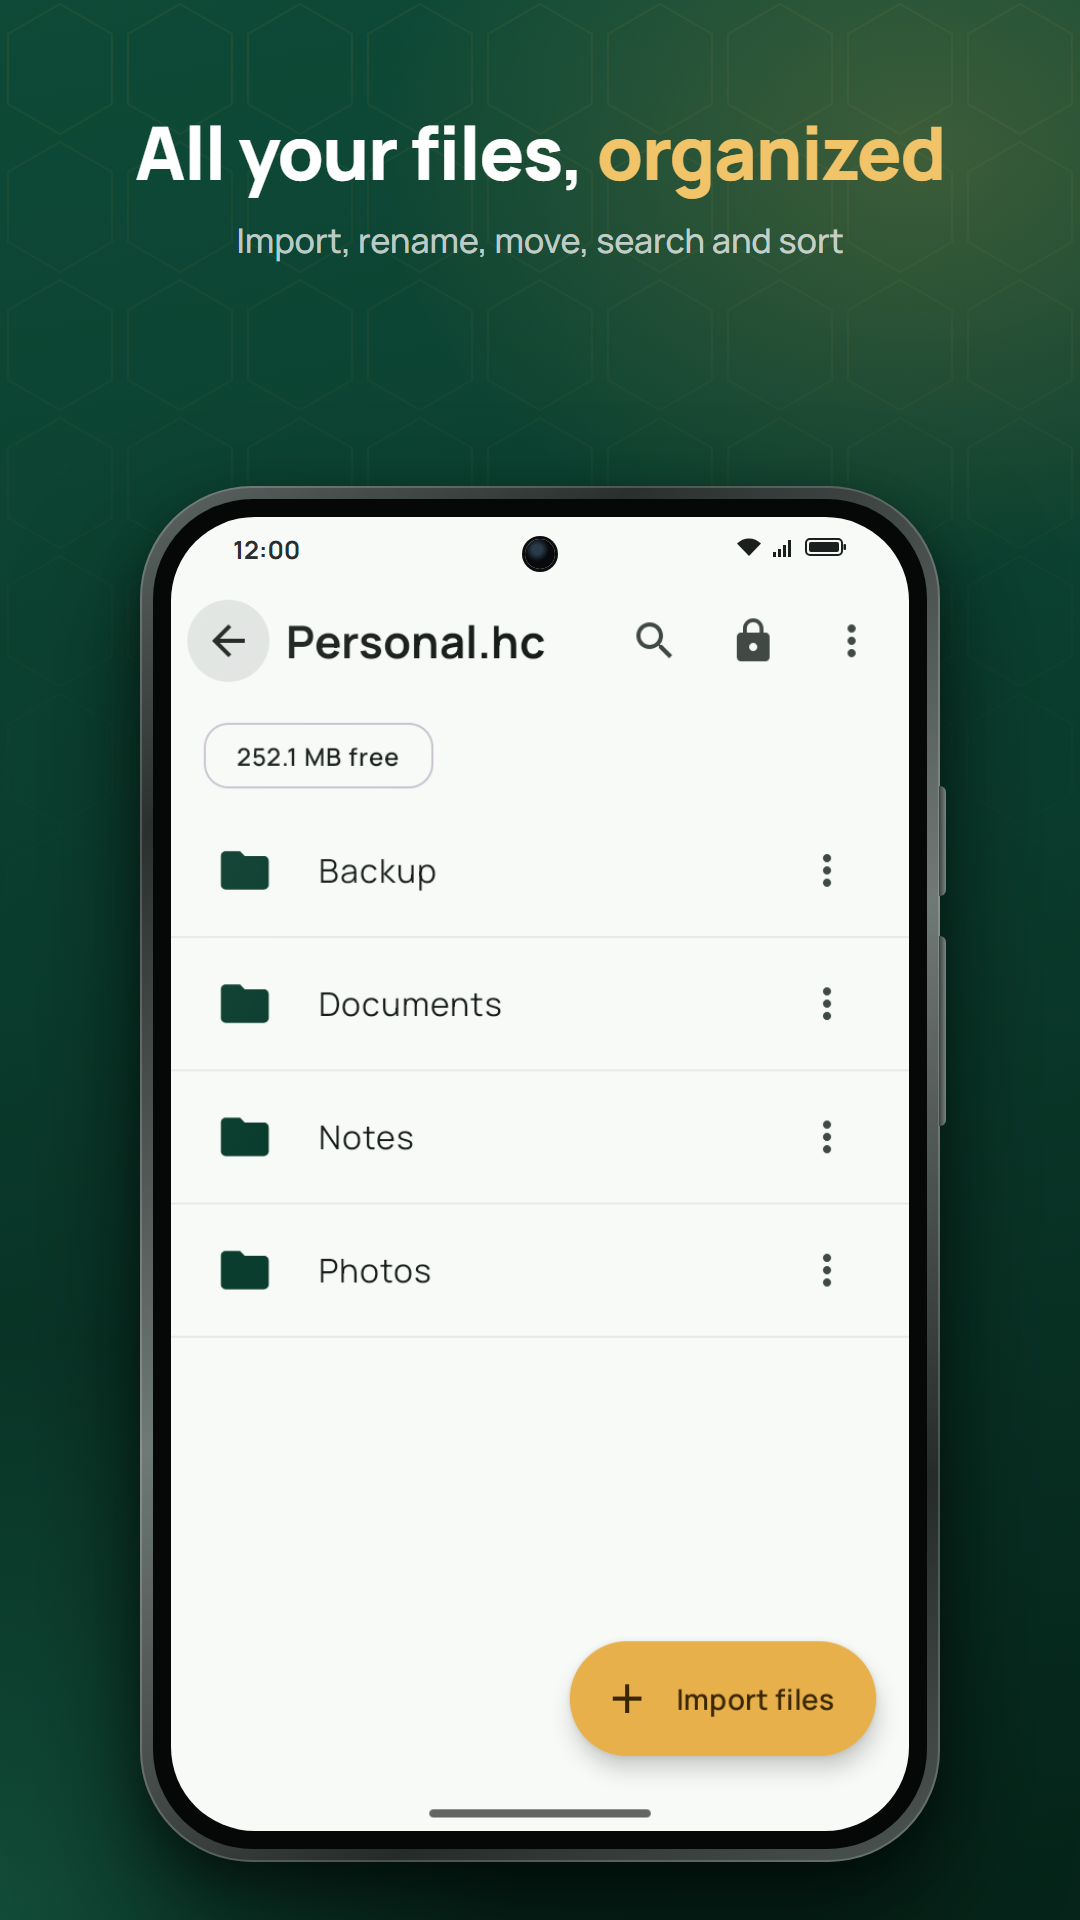 All your files, organized
Import, rename, move, search and sort
12:00
Personal.hc
252.1 MB free
Backup
Documents
Notes
Photos
Import files